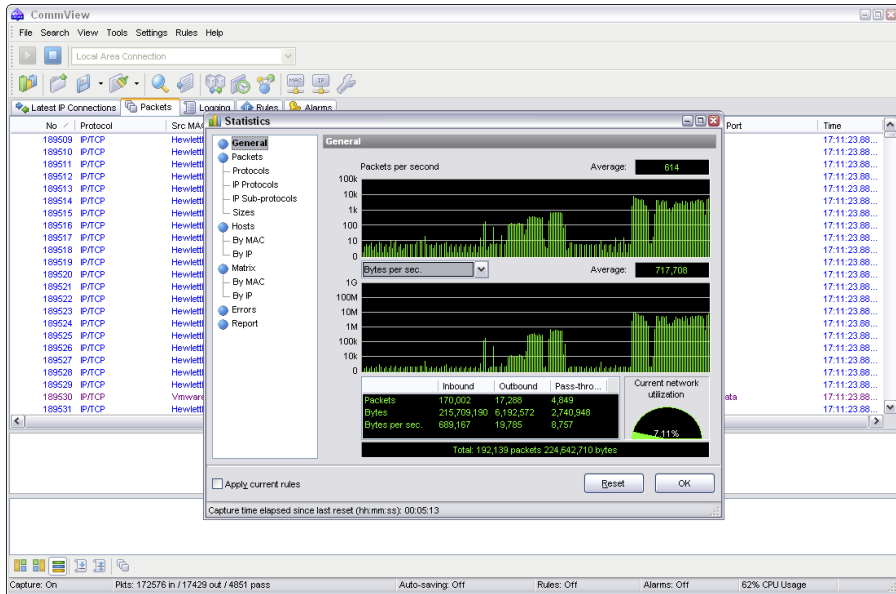 CommView
File Search View Tools Settings Rules Help
Local Area Connection
MAC IP
Latest IP Connections Packets Logging IP Rules Alarms
No Protocol Src MAC Port Time
189509 IP/TCP Hewlett 17:11:23.88...
189510 IP/TCP Hewlett 17:11:23.88...
189511 IP/TCP Hewlett 17:11:23.88...
189512 IP/TCP Hewlett 17:11:23.88...
189513 IP/TCP Hewlett 17:11:23.88...
189514 IP/TCP Hewlett 17:11:23.88...
189515 IP/TCP Hewlett 17:11:23.88...
189516 IP/TCP Hewlett 17:11:23.88...
189517 IP/TCP Hewlett 17:11:23.88...
189518 IP/TCP Hewlett 17:11:23.88...
189519 IP/TCP Hewlett 17:11:23.88...
189520 IP/TCP Hewlett 17:11:23.88...
189521 IP/TCP Hewlett 17:11:23.88...
189522 IP/TCP Hewlett 17:11:23.88...
189523 IP/TCP Hewlett 17:11:23.88...
189524 IP/TCP Hewlett 17:11:23.88...
189525 IP/TCP Hewlett 17:11:23.88...
189526 IP/TCP Hewlett 17:11:23.88...
189527 IP/TCP Hewlett 17:11:23.88...
189528 IP/TCP Hewlett 17:11:23.88...
189529 IP/TCP Hewlett 17:11:23.88...
189530 IP/TCP Vmware ata 17:11:23.88...
189531 IP/TCP Hewlett 17:11:23.88...
Statistics
General
Packets
Protocols
IP Protocols
IP Sub-protocols
Sizes
Hosts
By MAC
By IP
Matrix
By MAC
By IP
Errors
Report
General
Packets per second Average: 614
100k
10k
1k
100
10
0
Bytes per sec. Average: 717,708
1G
100M
10M
1M
100k
10k
0
Inbound Outbound Pass-thro...
Packets 170,002 17,288 4,849
Bytes 215,709,190 6,192,572 2,740,948
Bytes per sec. 689,167 19,785 8,757
Current network
utilization
7.11%
Total: 192,139 packets 224,642,710 bytes
Apply current rules
Reset OK
Capture time elapsed since last reset (hh:mm:ss): 00:05:13
Capture: On Pkts: 172576 in / 17429 out / 4851 pass Auto-saving: Off Rules: Off Alarms: Off 62% CPU Usage